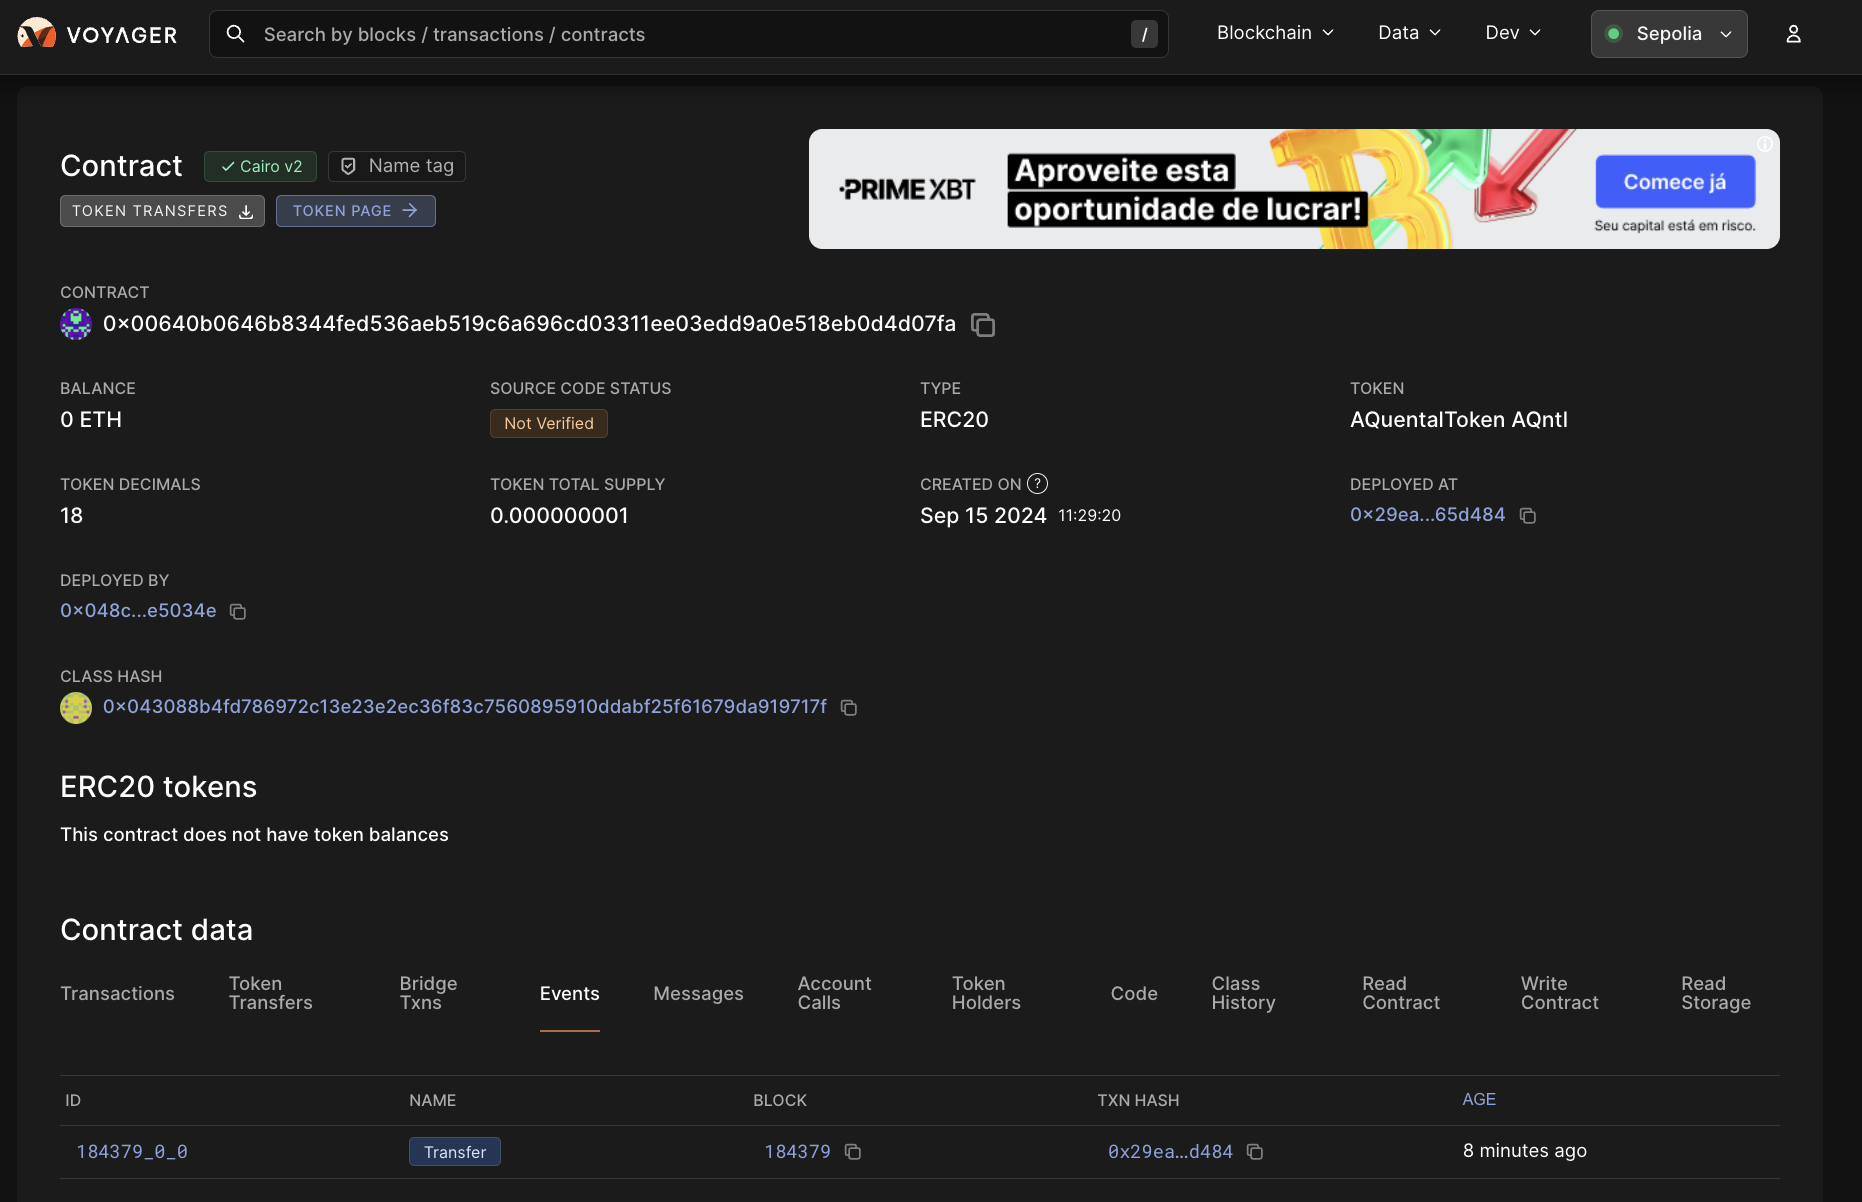 VOYAGER
Search by blocks / transactions / contracts
/
Blockchain
Data
Dev
Sepolia
Contract
Cairo v2
Name tag
TOKEN TRANSFERS
TOKEN PAGE
PRIME XBT
Aproveite esta
oportunidade de lucrar!
Comece já
Seu capital está em risco.
CONTRACT
0x00640b0646b8344fed536aeb519c6a696cd03311ee03edd9a0e518eb0d4d07fa
BALANCE
0 ETH
SOURCE CODE STATUS
Not Verified
TYPE
ERC20
TOKEN
AQuentalToken AQntl
TOKEN DECIMALS
18
TOKEN TOTAL SUPPLY
0.000000001
CREATED ON ?
Sep 15 2024 11:29:20
DEPLOYED AT
0x29ea...65d484
DEPLOYED BY
0x048c...e5034e
CLASS HASH
0x043088b4fd786972c13e23e2ec36f83c7560895910ddabf25f61679da919717f
ERC20 tokens
This contract does not have token balances
Contract data
Transactions
Token
Transfers
Bridge
Txns
Events
Messages
Account
Calls
Token
Holders
Code
Class
History
Read
Contract
Write
Contract
Read
Storage
ID NAME BLOCK TXN HASH AGE
184379_0_0 Transfer 184379 0x29ea…d484 8 minutes ago